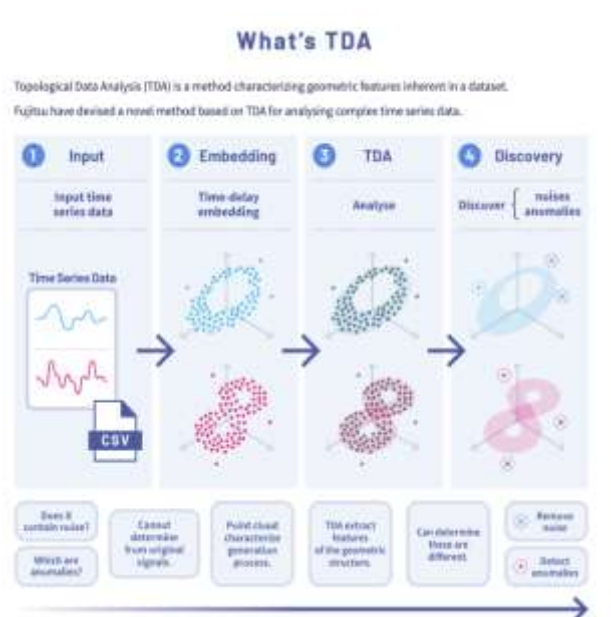 What's TDA
Topological Data Analysis (TDA) is a method characterizing geometric features inherent in a dataset.
Fujitsu have devised a novel method based on TDA for analysing complex time series data.
1 Input
Input time
series data
Time Series Data
CSV
2 Embedding
Time-delay
embedding
3 TDA
Analyse
4 Discovery
Discover { noises
anomalies
Does it
contain noise?
Which are
anomalies?
Cannot
determine
from original
signals.
Point cloud
characterize
generation
process.
TDA extract
features
of the geometric
structure.
Can determine
these are
different.
Remove
noise
Detect
anomalies